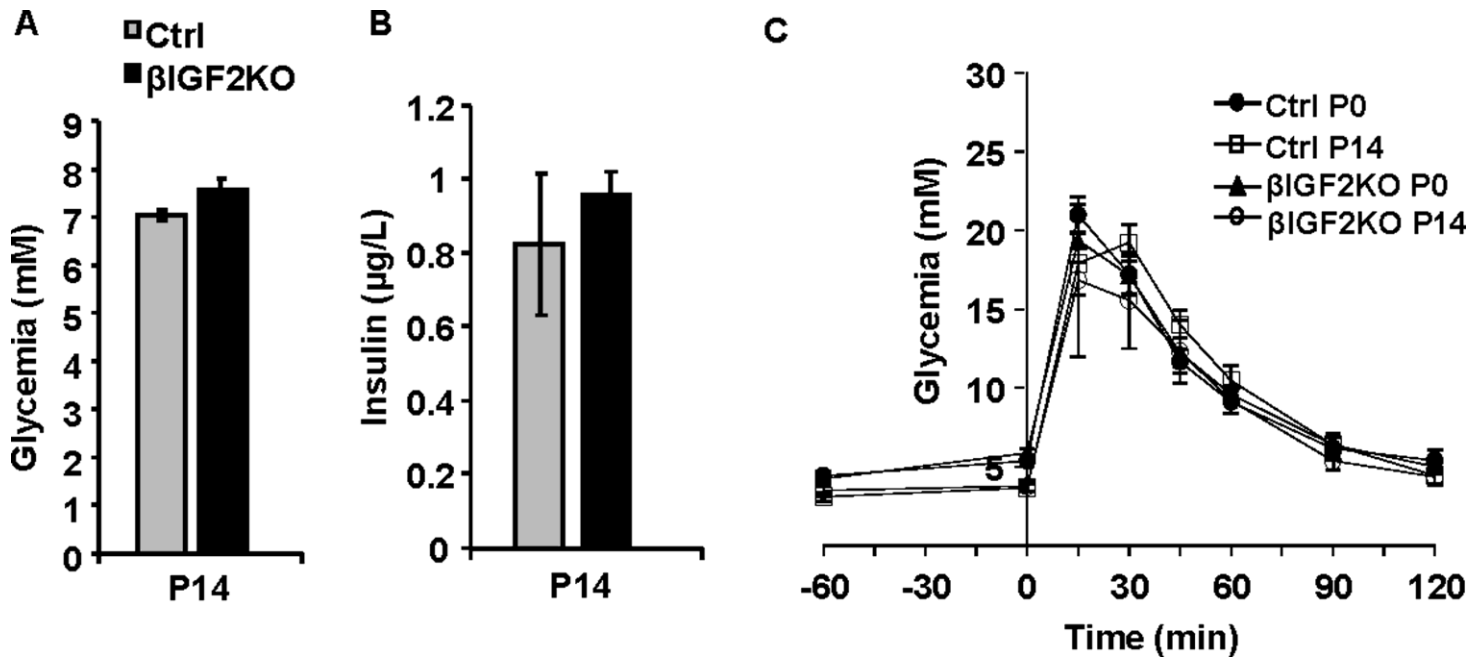 A
Ctrl
βIGF2KO
Glycemia (mM)
9
8
7
6
5
4
3
2
1
0
P14
B
Insulin (µg/L)
1.2
1
0.8
0.6
0.4
0.2
0
P14
C
Glycemia (mM)
30
25
20
15
10
5
Ctrl P0
Ctrl P14
βIGF2KO P0
βIGF2KO P14
-60 -30 0 30 60 90 120
Time (min)